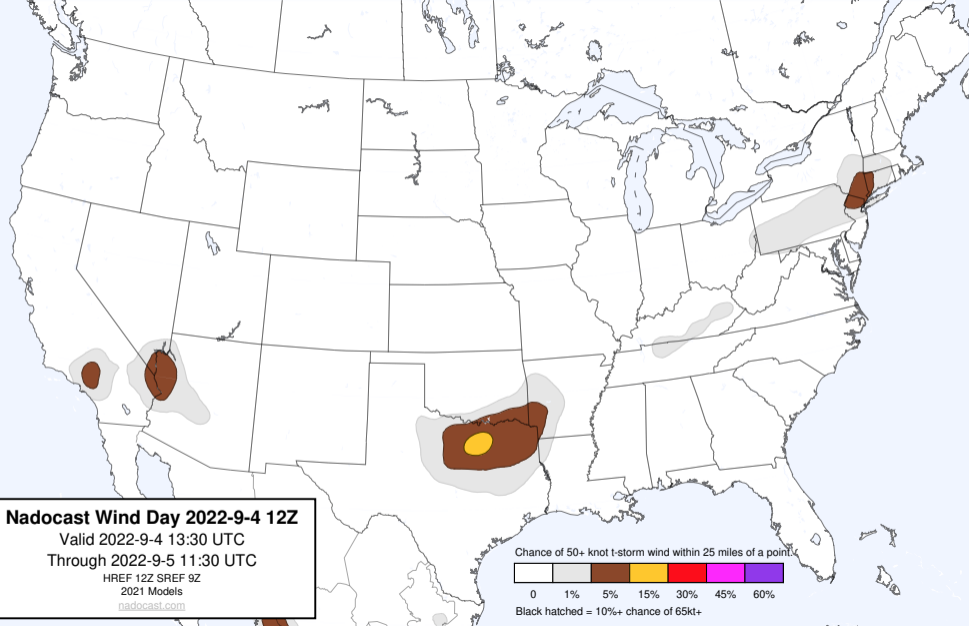 Nadocast Wind Day 2022-9-4 12Z
Valid 2022-9-4 13:30 UTC
Through 2022-9-5 11:30 UTC
HREF 12Z SREF 9Z
2021 Models
nadocast.com
Chance of 50+ knot t-storm wind within 25 miles of a point.
0 1% 5% 15% 30% 45% 60%
Black hatched = 10%+ chance of 65kt+